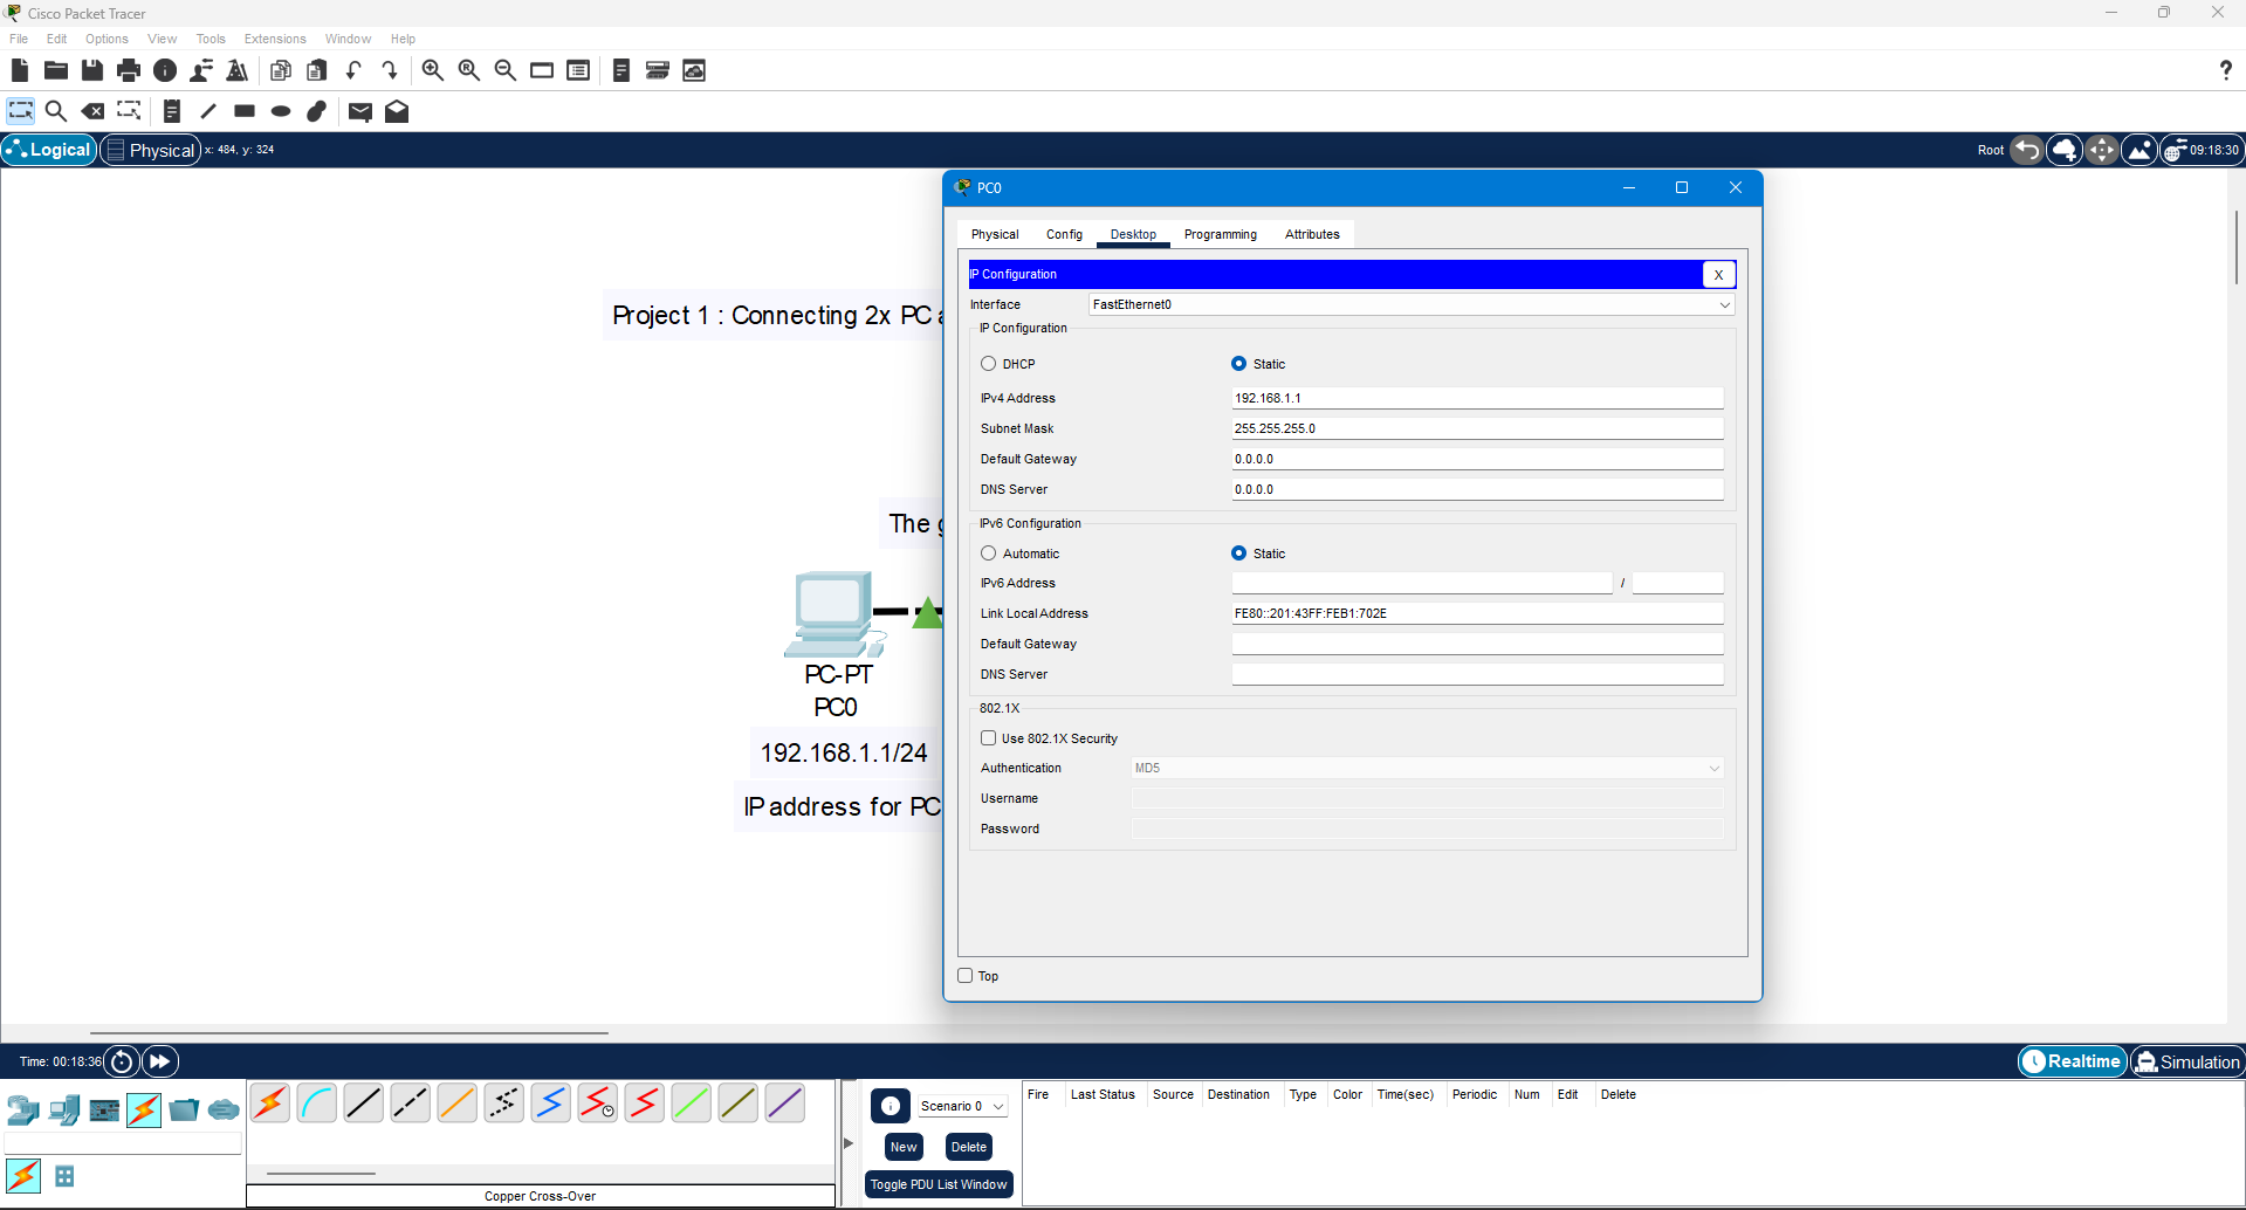 Cisco Packet Tracer
File Edit Options View Tools Extensions Window Help
?
Logical Physical x: 484, y: 324 Root 09:18:30
PC0
Physical Config Desktop Programming Attributes
IP Configuration X
Interface FastEthernet0
IP Configuration
DHCP Static
IPv4 Address 192.168.1.1
Subnet Mask 255.255.255.0
Default Gateway 0.0.0.0
DNS Server 0.0.0.0
IPv6 Configuration
Automatic Static
IPv6 Address /
Link Local Address FE80::201:43FF:FEB1:702E
Default Gateway
DNS Server
802.1X
Use 802.1X Security
Authentication MD5
Username
Password
Top
Project 1 : Connecting 2x PC
The
PC-PT
PC0
192.168.1.1/24
IP address for PC
Time: 00:18:36 Realtime Simulation
Copper Cross-Over
Scenario 0
New Delete
Toggle PDU List Window
Fire Last Status Source Destination Type Color Time(sec) Periodic Num Edit Delete